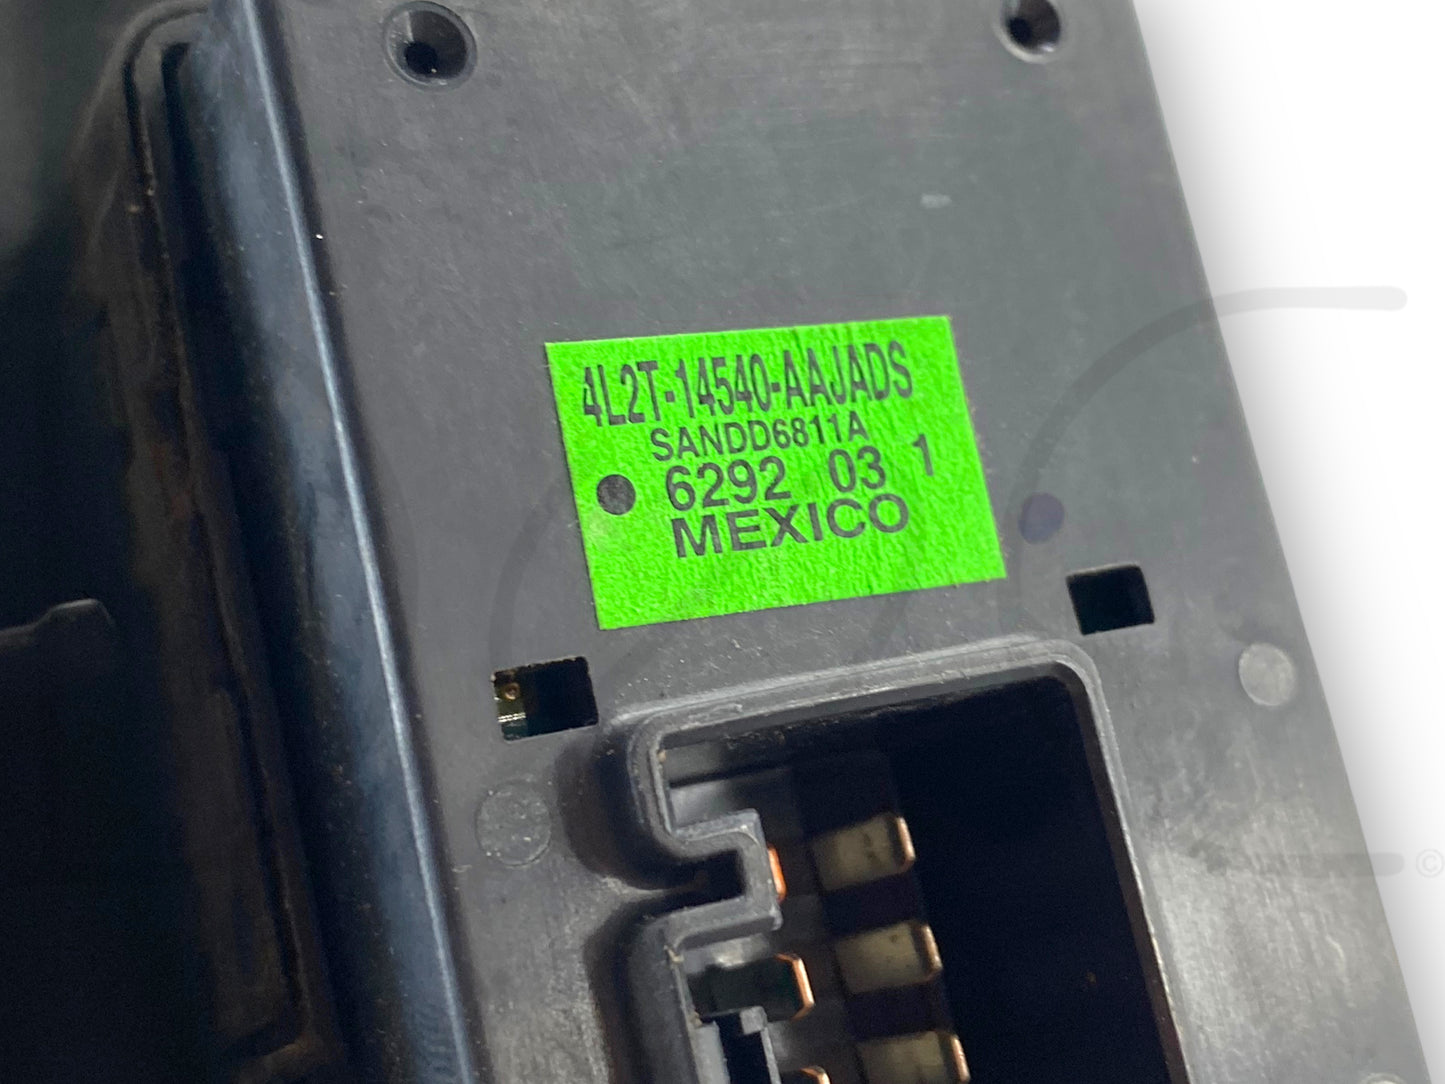 4L2T-14540-AAJADS
SANDD6811A
6292 03 1
MEXICO
©